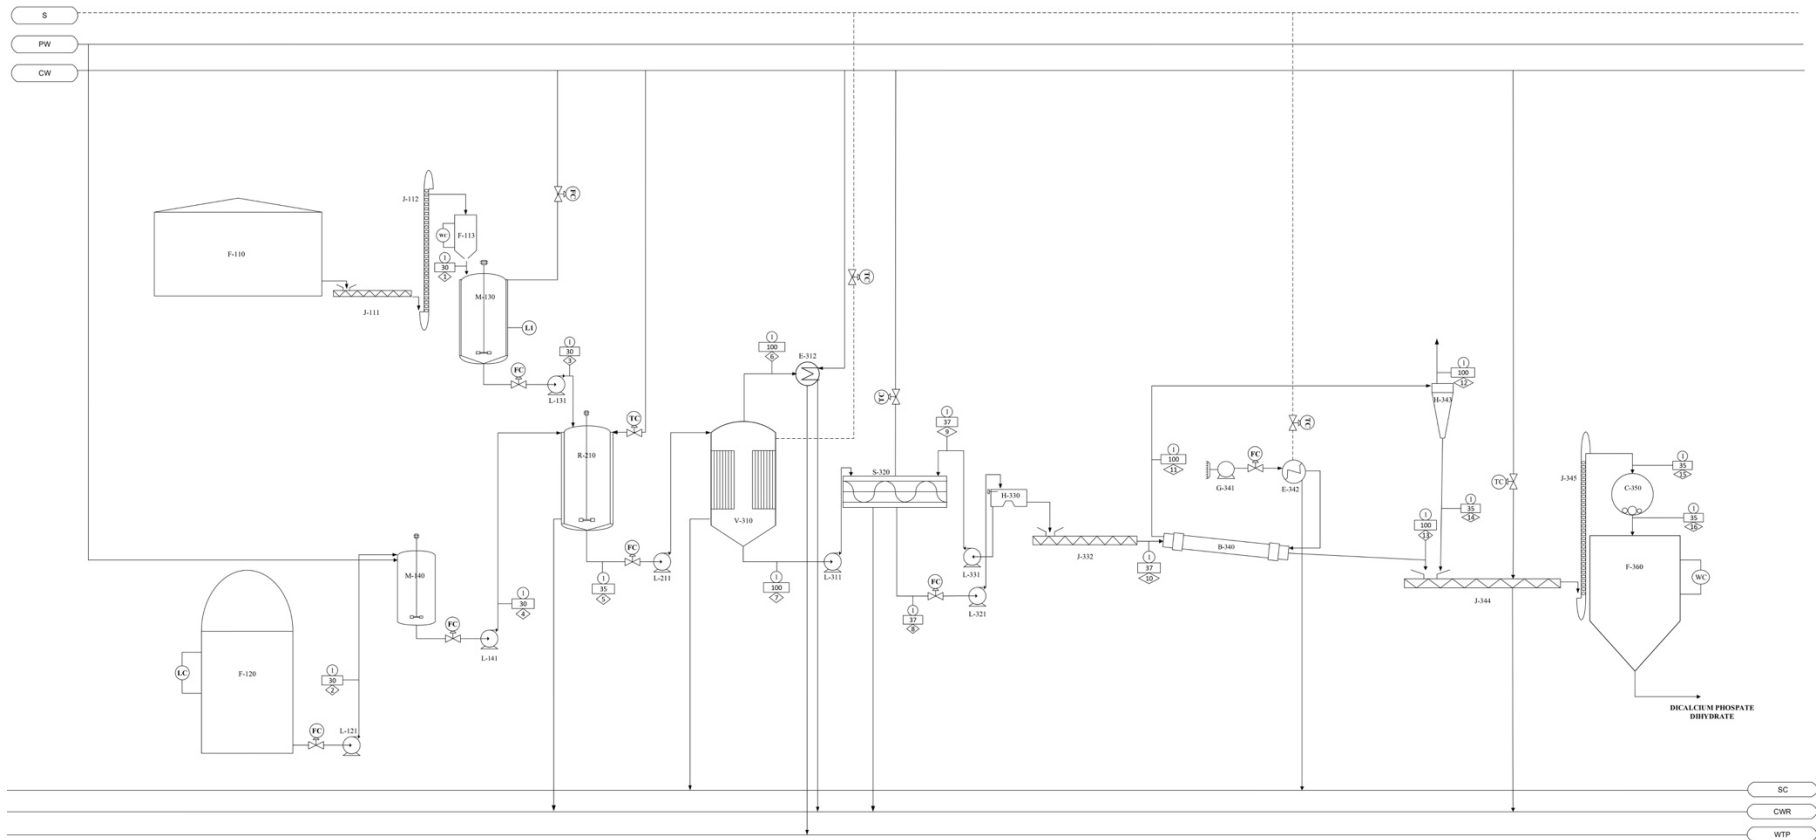 S
PW
CW
J-112
FC
WC
F-113
F-110
1
30
1
M-130
TC
J-111
L1
1
30
3
FC
L-131
1
100
6
E-312
TC
1
100
12
H-343
TC
R-210
1
37
9
S-320
1
100
11
FC
TC
G-341
E-342
1
35
15
J-345
TC
C-350
H-330
1
35
14
1
35
16
V-310
1
100
13
J-332
B-340
M-140
FC
L-211
L-311
L-331
1
37
10
F-360
WC
J-344
1
35
5
1
100
7
FC
L-321
1
30
4
1
37
8
FC
L-141
LC
F-120
1
30
2
FC
L-121
DICALCIUM PHOSPATE
DIHYDRATE
SC
CWR
WTP